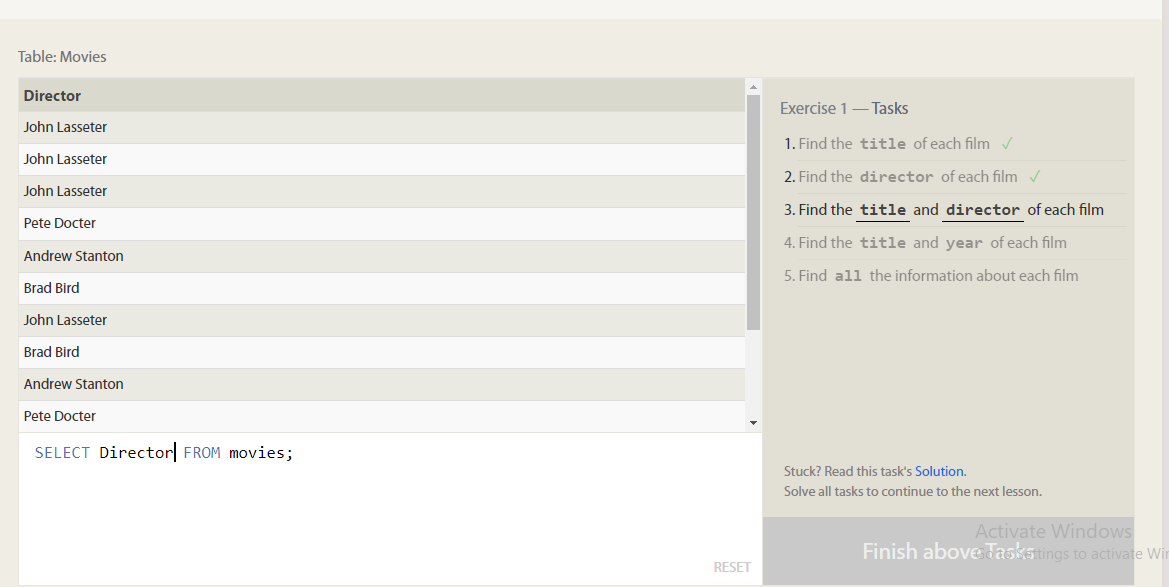 Table: Movies
Director
John Lasseter
John Lasseter
John Lasseter
Pete Docter
Andrew Stanton
Brad Bird
John Lasseter
Brad Bird
Andrew Stanton
Pete Docter
SELECT Director FROM movies;
RESET
Exercise 1 — Tasks
1. Find the title of each film ✓
2. Find the director of each film ✓
3. Find the title and director of each film
4. Find the title and year of each film
5. Find all the information about each film
Stuck? Read this task's Solution.
Solve all tasks to continue to the next lesson.
Finish above Tasks
Activate Windows
Go to Settings to activate Wi